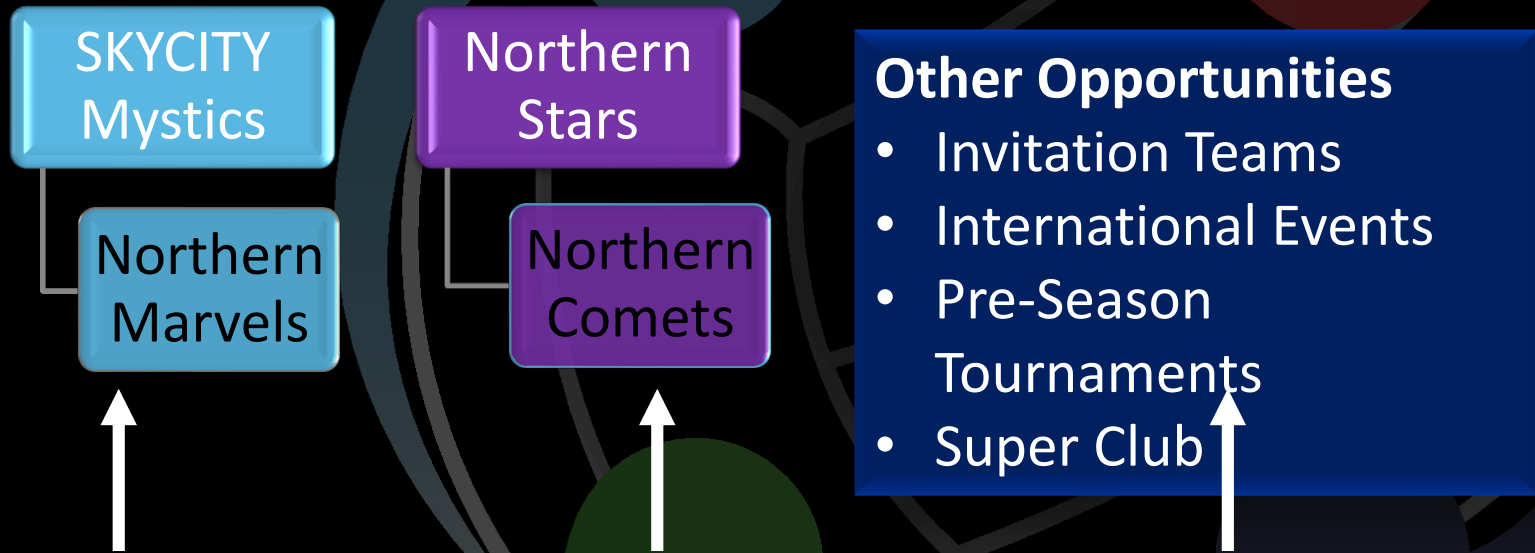 SKYCITY
Mystics
Northern
Marvels
Northern
Stars
Northern
Comets
Other Opportunities
• Invitation Teams
• International Events
• Pre-Season
Tournaments
• Super Club